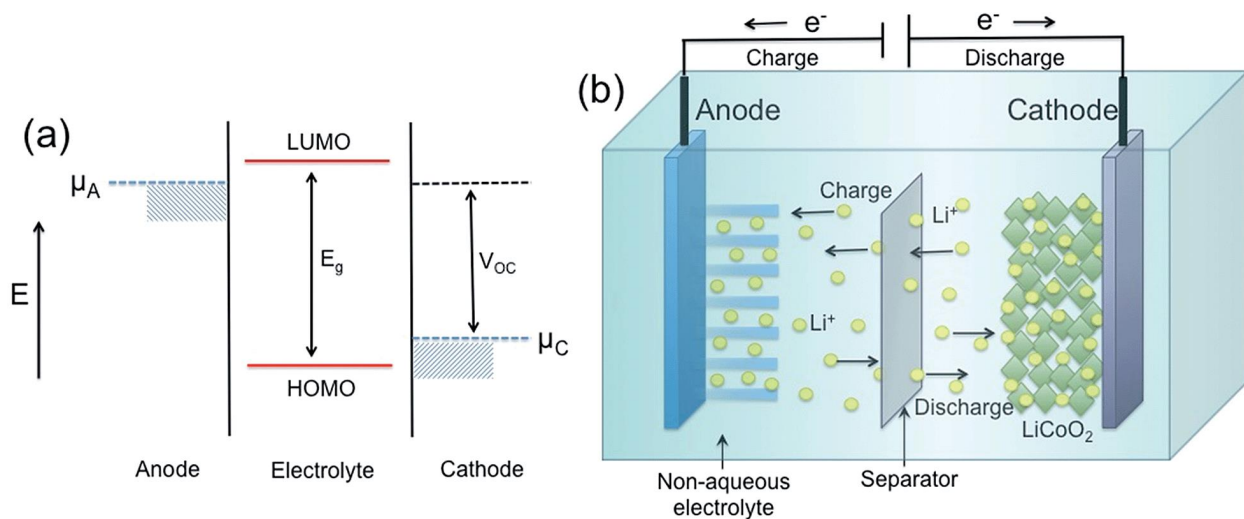 (a)
LUMO
μA
E
Eg
VOC
μC
HOMO
Anode
Electrolyte
Cathode
(b)
e-
e-
Charge
Discharge
Anode
Cathode
Charge
Li+
Li+
Discharge
LiCoO2
Non-aqueous
electrolyte
Separator